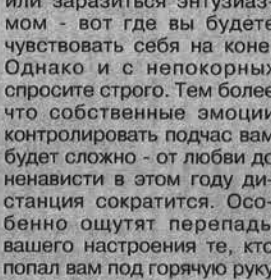 или заразиться энтузиаз-
мом - вот где вы будете
чувствовать себя на коне.
Однако и с непокорных
спросите строго. Тем более
что собственные эмоции
контролировать подчас вам
будет сложно - от любви до
ненависти в этом году ди-
станция сократится. Осо-
бенно ощутят перепады
вашего настроения те, кто
попал вам под горячую руку